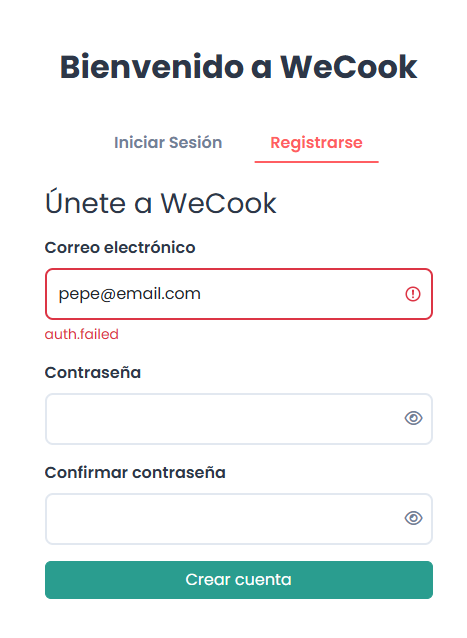 Bienvenido a WeCook
Iniciar Sesión
Registrarse
Únete a WeCook
Correo electrónico
pepe@email.com
auth.failed
Contraseña
Confirmar contraseña
Crear cuenta